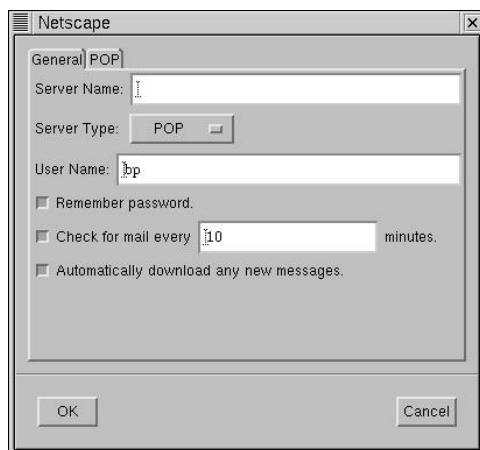 Netscape
General POP
Server Name:
Server Type: POP
User Name: bp
Remember password.
Check for mail every 10 minutes.
Automatically download any new messages.
OK Cancel